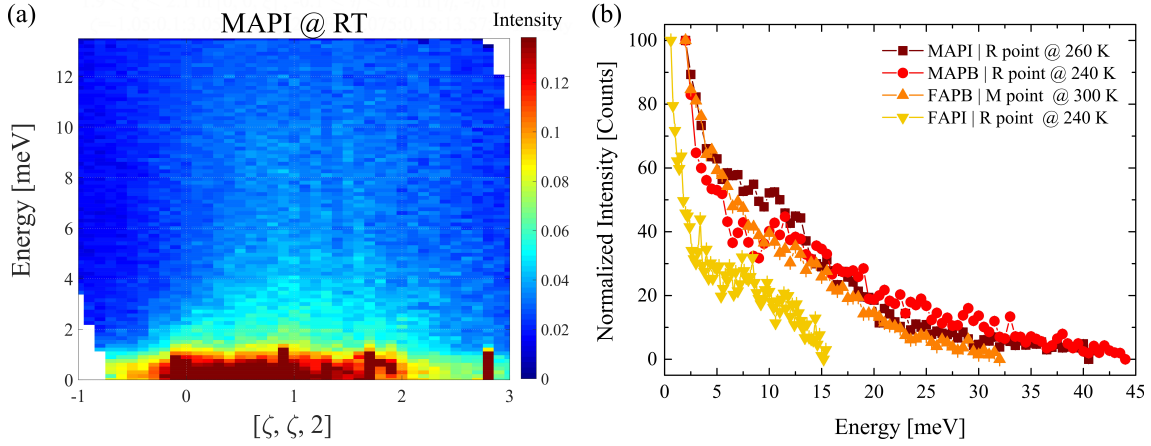 (a)
MAPI @ RT
Intensity
Energy [meV]
12
10
8
6
4
2
0
-1
0
1
2
3
[ζ, ζ, 2]
0.12
0.10
0.08
0.06
0.04
0.02
0
(b)
Normalized Intensity [Counts]
100
80
60
40
20
0
0
5
10
15
20
25
30
35
40
45
Energy [meV]
MAPI | R point @ 260 K
MAPB | R point @ 240 K
FAPB | M point @ 300 K
FAPI | R point @ 240 K